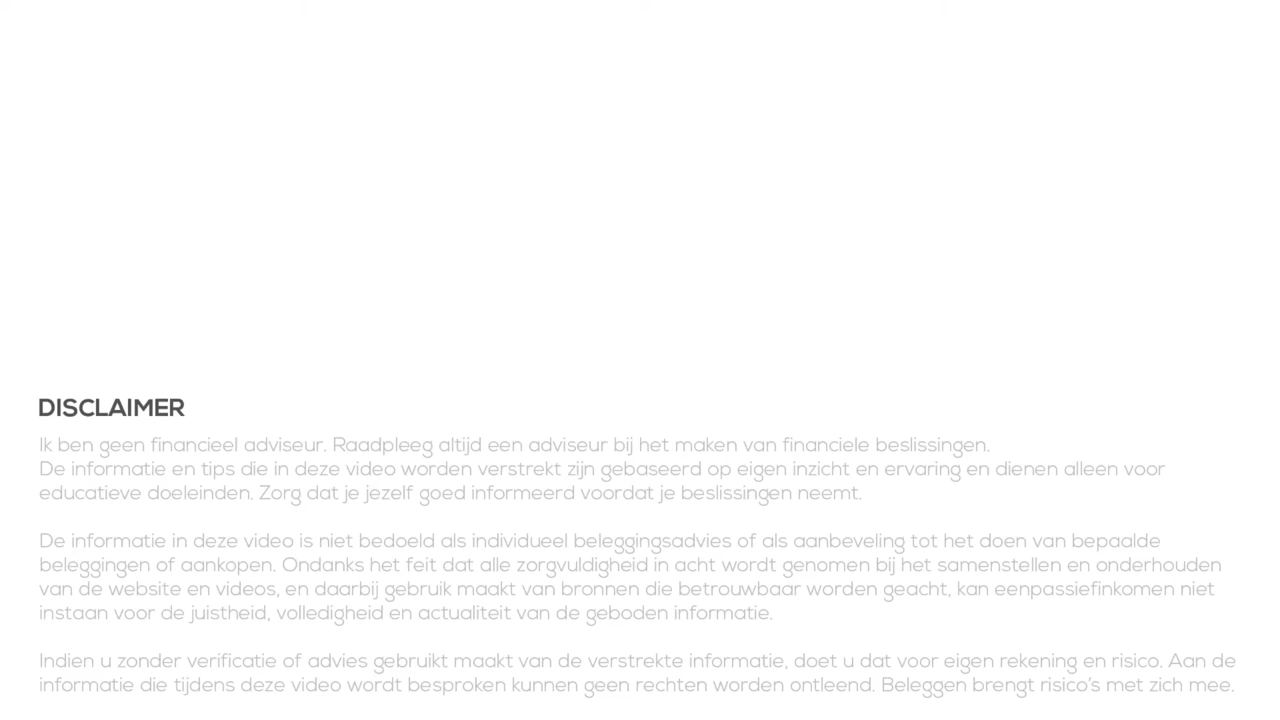 DISCLAIMER
Ik ben geen financieel adviseur. Raadpleeg altijd een adviseur bij het maken van financiele beslissingen.
De informatie en tips die in deze video worden verstrekt zijn gebaseerd op eigen inzicht en ervaring en dienen alleen voor
educatieve doeleinden. Zorg dat je jezelf goed informeerd voordat je beslissingen neemt.
De informatie in deze video is niet bedoeld als individueel beleggingsadvies of als aanbeveling tot het doen van bepaalde
beleggingen of aankopen. Ondanks het feit dat alle zorgvuldigheid in acht wordt genomen bij het samenstellen en onderhouden
van de website en videos, en daarbij gebruik maakt van bronnen die betrouwbaar worden geacht, kan eenpassiefinkomen niet
instaan voor de juistheid, volledigheid en actualiteit van de geboden informatie.
Indien u zonder verificatie of advies gebruikt maakt van de verstrekte informatie, doet u dat voor eigen rekening en risico. Aan de
informatie die tijdens deze video wordt besproken kunnen geen rechten worden ontleend. Beleggen brengt risico's met zich mee.